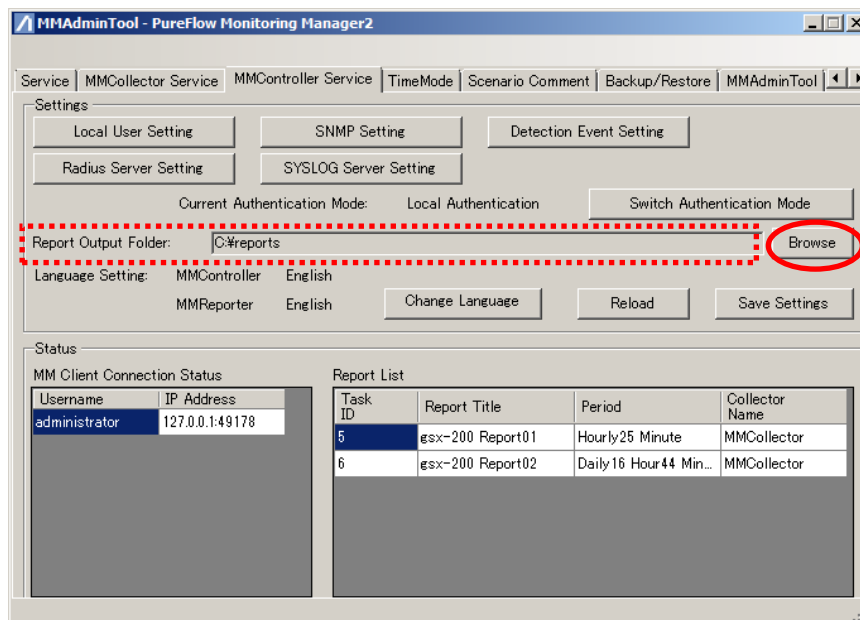 MMAdminTool - PureFlow Monitoring Manager2
Service MMCollector Service MMController Service TimeMode Scenario Comment Backup/Restore MMAdminTool
Settings
Local User Setting SNMP Setting Detection Event Setting
Radius Server Setting SYSLOG Server Setting
Current Authentication Mode: Local Authentication Switch Authentication Mode
Report Output Folder: C:¥reports Browse
Language Setting: MMController English
MMReporter English Change Language Reload Save Settings
Status
MM Client Connection Status
Username IP Address
administrator 127.0.0.1:49178
Report List
Task ID Report Title Period Collector Name
5 gsx-200 Report01 Hourly25 Minute MMCollector
6 gsx-200 Report02 Daily16 Hour44 Min... MMCollector